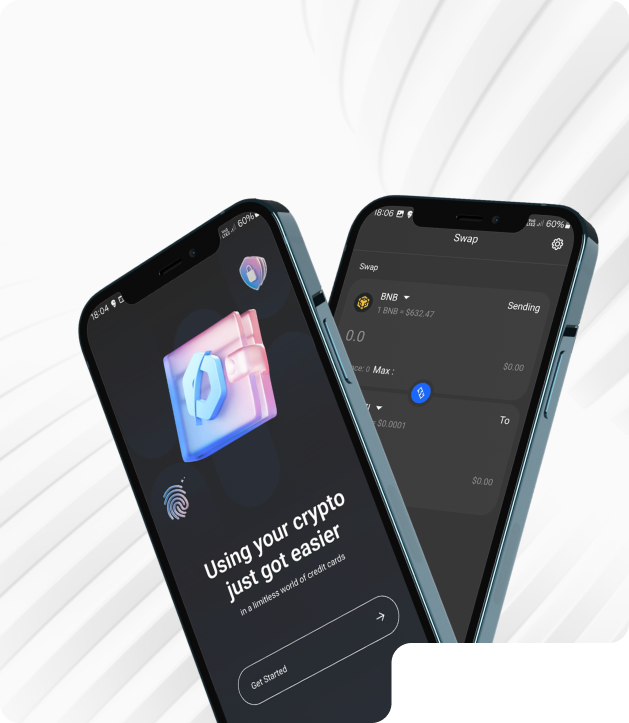 18:04
60%
Using your crypto
just got easier
in a limitless world of credit cards
Get Started
18:06
60%
Swap
Swap
BNB
Sending
1 BNB = $632.47
0.0
$0.00
0 Max :
To
= $0.0001
$0.00